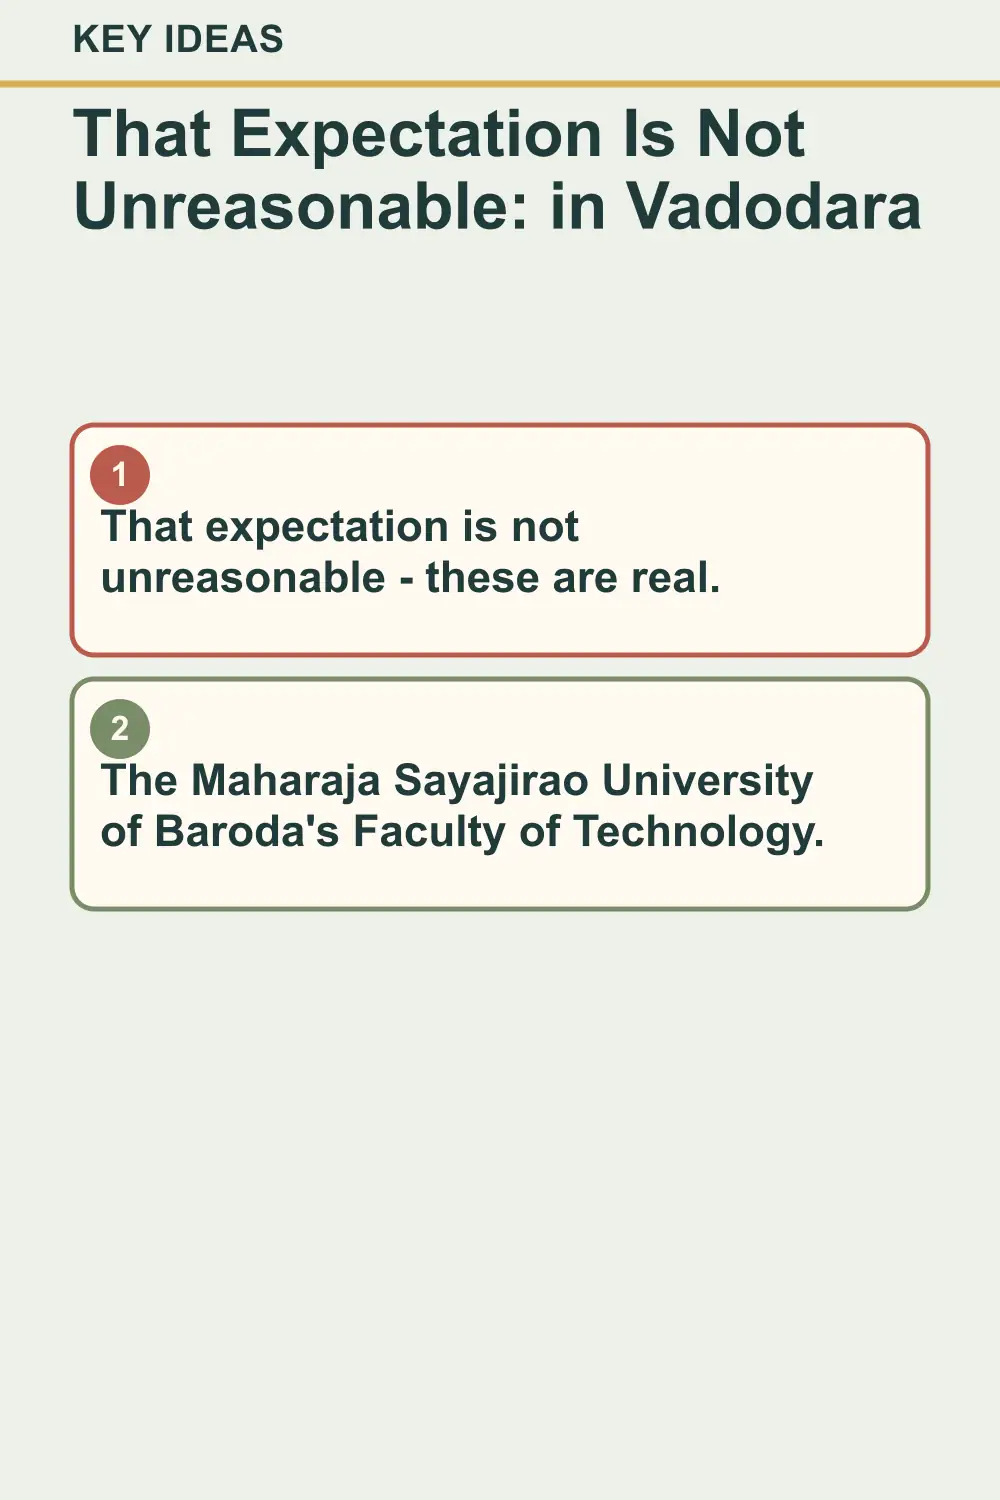 KEY IDEAS
That Expectation Is Not
Unreasonable: in Vadodara
1
That expectation is not
unreasonable - these are real.
2
The Maharaja Sayajirao University
of Baroda's Faculty of Technology.